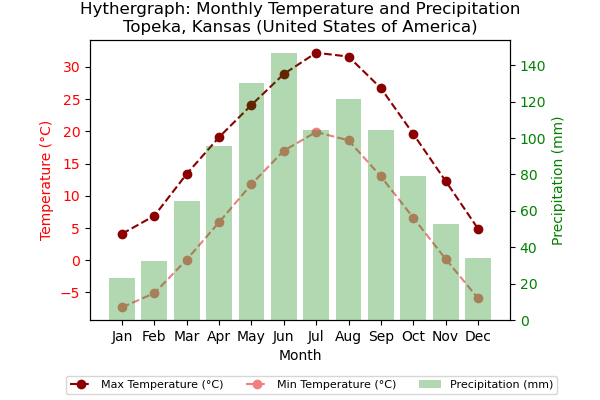 Hythergraph: Monthly Temperature and Precipitation
Topeka, Kansas (United States of America)
Temperature (°C)
30
25
20
15
10
5
0
−5
140
120
100
80
60
40
20
0
Precipitation (mm)
Jan Feb Mar Apr May Jun Jul Aug Sep Oct Nov Dec
Month
Max Temperature (°C) Min Temperature (°C) Precipitation (mm)